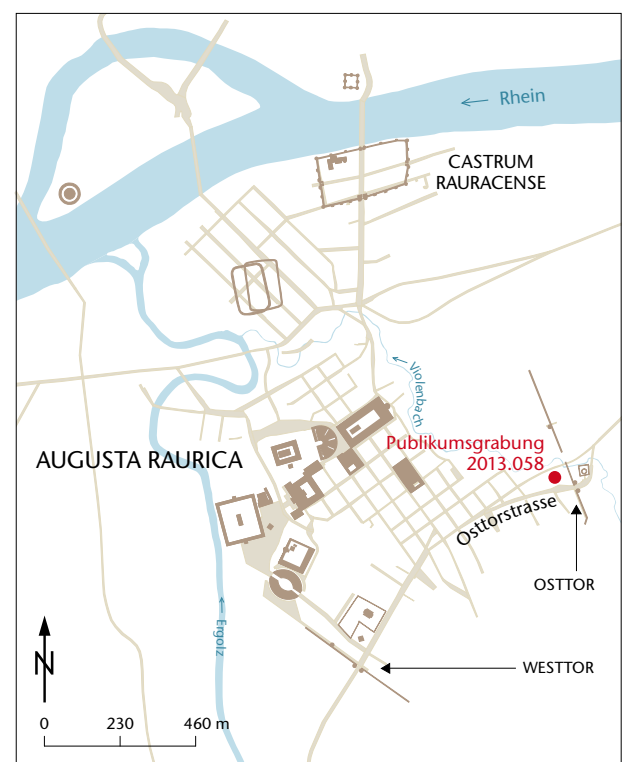 ← Rhein
CASTRUM
RAURACENSE
← Violenbach
Publikumsgrabung
2013.058
AUGUSTA RAURICA
Osttorstrasse
OSTTOR
← Ergolz
WESTTOR
N
0 230 460 m